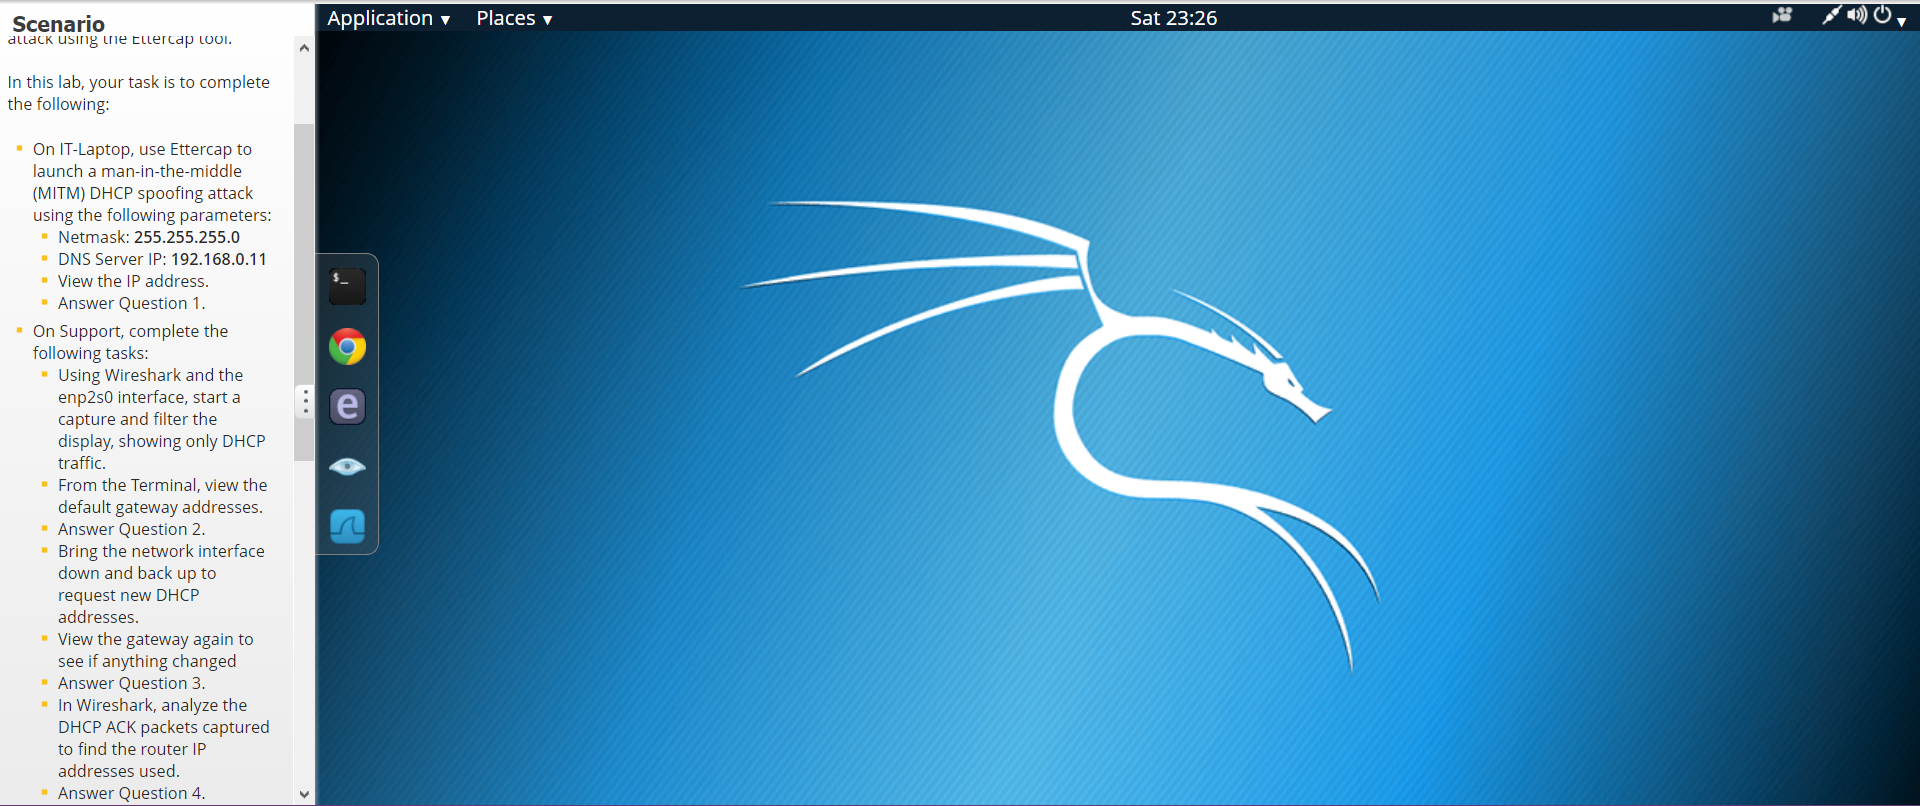 Scenario
attack using the Ettercap tool.
In this lab, your task is to complete
the following:
On IT-Laptop, use Ettercap to
launch a man-in-the-middle
(MITM) DHCP spoofing attack
using the following parameters:
Netmask: 255.255.255.0
DNS Server IP: 192.168.0.11
View the IP address.
Answer Question 1.
On Support, complete the
following tasks:
Using Wireshark and the
enp2s0 interface, start a
capture and filter the
display, showing only DHCP
traffic.
From the Terminal, view the
default gateway addresses.
Answer Question 2.
Bring the network interface
down and back up to
request new DHCP
addresses.
View the gateway again to
see if anything changed
Answer Question 3.
In Wireshark, analyze the
DHCP ACK packets captured
to find the router IP
addresses used.
Answer Question 4.
Application ▾ Places ▾ Sat 23:26
$_
e